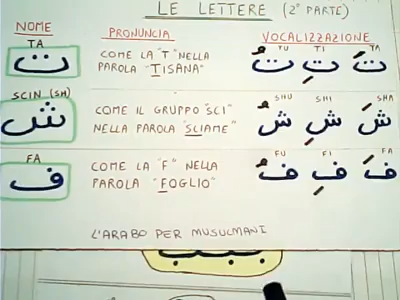 LE LETTERE (2ª PARTE)
NOME PRONUNCIA VOCALIZZAZIONE
TA
ت
COME LA "T" NELLA
PAROLA "TISANA"
TU TI TA
تُ تِ تَ
SCIN (SH)
ش
COME IL GRUPPO "SCI"
NELLA PAROLA "SCIAME"
SHU SHI SHA
شُ شِ شَ
FA
ف
COME LA "F" NELLA
PAROLA "FOGLIO"
FU FI FA
فُ فِ فَ
L'ARABO PER MUSULMANI